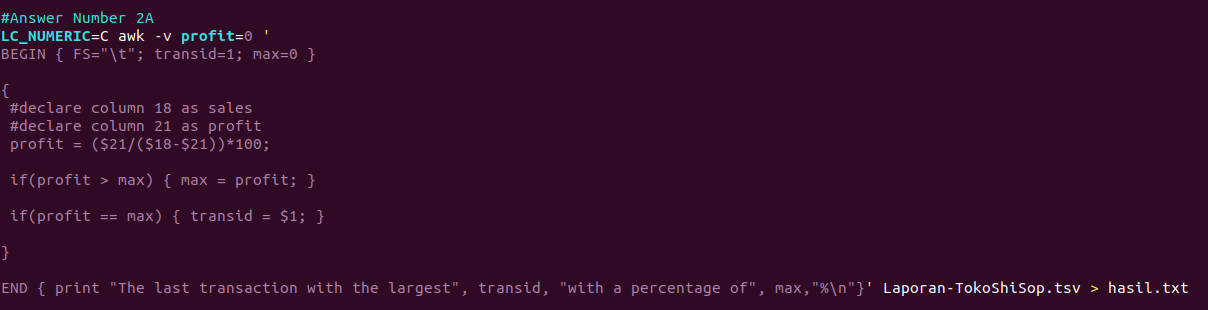 #Answer Number 2A
LC_NUMERIC=C awk -v profit=0 '
BEGIN { FS="\t"; transid=1; max=0 }
{
 #declare column 18 as sales
 #declare column 21 as profit
 profit = ($21/($18-$21))*100;
 if(profit > max) { max = profit; }
 if(profit == max) { transid = $1; }
}
END { print "The last transaction with the largest", transid, "with a percentage of", max,"%\n"}' Laporan-TokoShiSop.tsv > hasil.txt